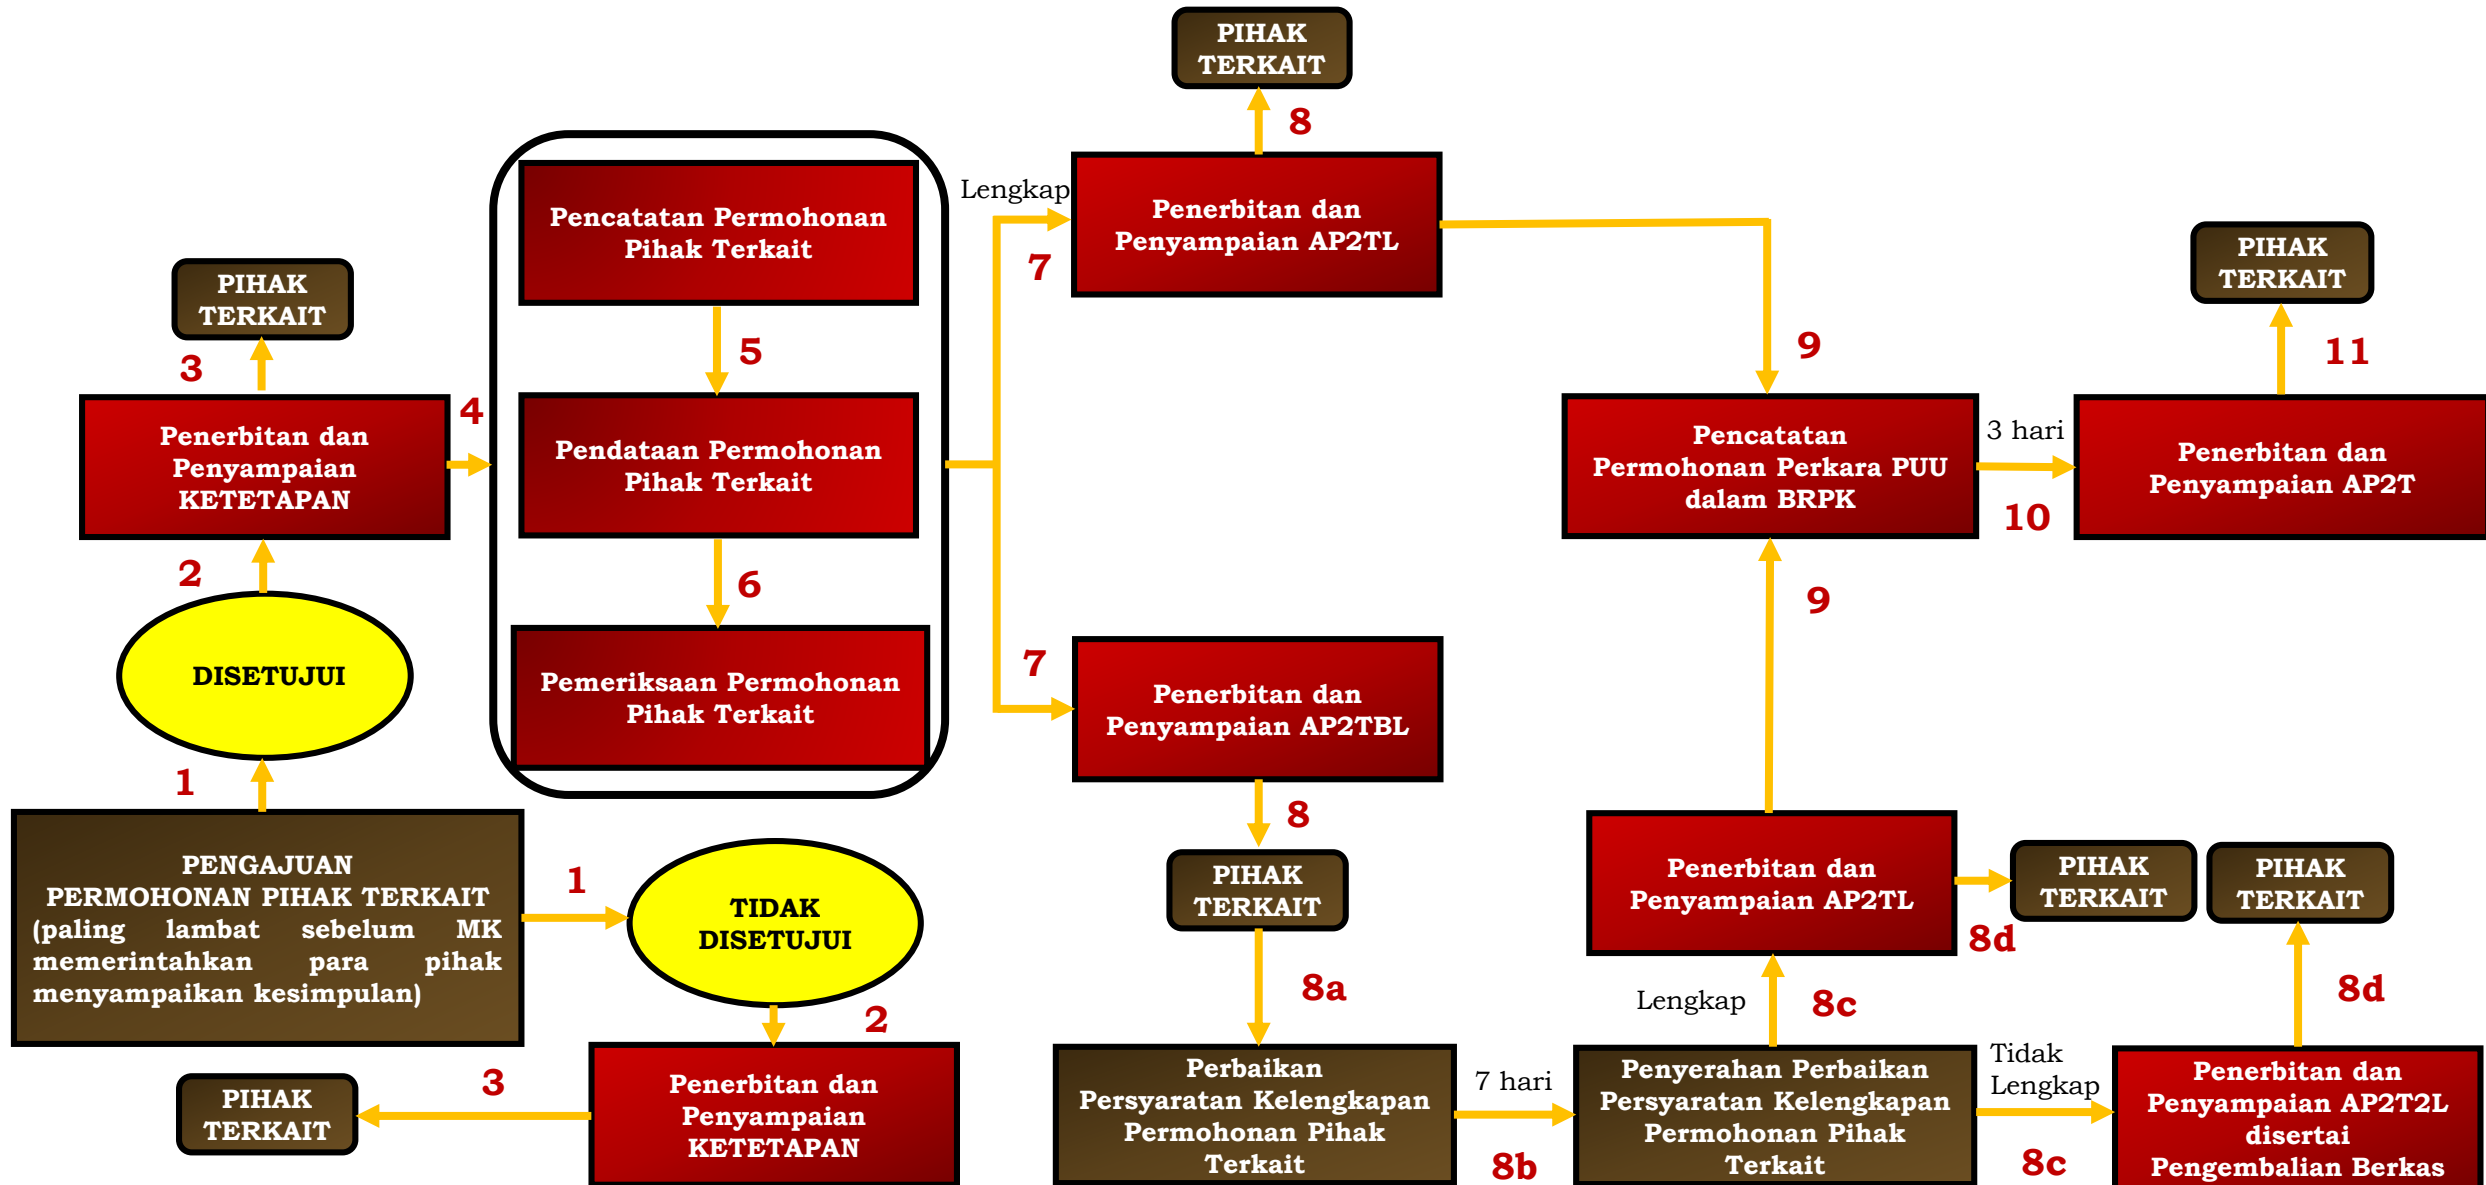 PIHAK
TERKAIT
8
Lengkap
7
Penerbitan dan
Penyampaian AP2TL
9
PIHAK
TERKAIT
11
Pencatatan Permohonan
Pihak Terkait
5
Pendataan Permohonan
Pihak Terkait
6
Pemeriksaan Permohonan
Pihak Terkait
PIHAK
TERKAIT
3
4
Penerbitan dan
Penyampaian
KETETAPAN
2
DISETUJUI
1
Pencatatan
Permohonan Perkara PUU
dalam BRPK
3 hari
10
Penerbitan dan
Penyampaian AP2T
9
7
Penerbitan dan
Penyampaian AP2TBL
8
PIHAK
TERKAIT
8a
PENGAJUAN
PERMOHONAN PIHAK TERKAIT
(paling lambat sebelum MK
memerintahkan para pihak
menyampaikan kesimpulan)
1
TIDAK
DISETUJUI
2
Penerbitan dan
Penyampaian
KETETAPAN
3
PIHAK
TERKAIT
Penerbitan dan
Penyampaian AP2TL
PIHAK
TERKAIT
8d
PIHAK
TERKAIT
8d
Lengkap
8c
Perbaikan
Persyaratan Kelengkapan
Permohonan Pihak
Terkait
7 hari
8b
Penyerahan Perbaikan
Persyaratan Kelengkapan
Permohonan Pihak
Terkait
Tidak
Lengkap
8c
Penerbitan dan
Penyampaian AP2T2L
disertai
Pengembalian Berkas